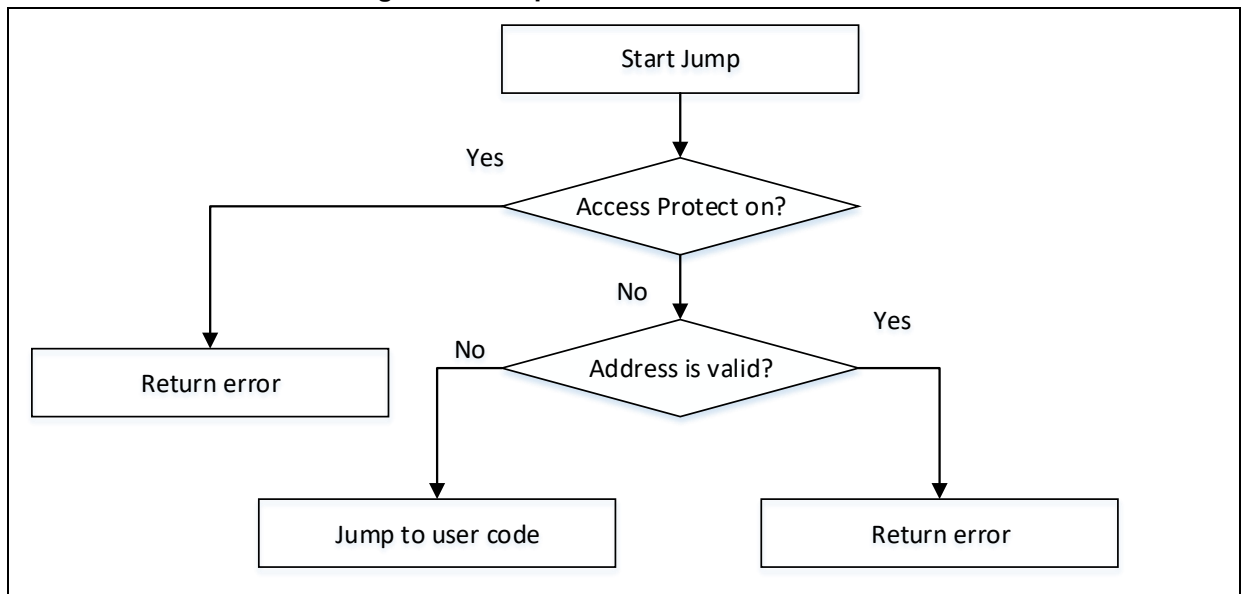 Start Jump
Yes
Access Protect on?
No
Yes
No
Address is valid?
Return error
Jump to user code
Return error